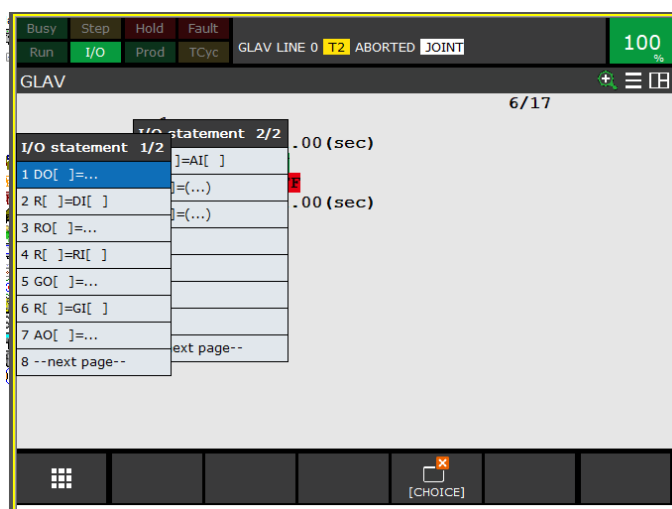 Busy Step Hold Fault
Run I/O Prod TCyc
GLAV LINE 0 T2 ABORTED JOINT
100
%
GLAV
6/17
I/O statement 2/2
.00(sec)
]=AI[ ]
]=(...)
]=(...)
.00(sec)
ext page--
I/O statement 1/2
1 DO[ ]=...
2 R[ ]=DI[ ]
3 RO[ ]=...
4 R[ ]=RI[ ]
5 GO[ ]=...
6 R[ ]=GI[ ]
7 AO[ ]=...
8 --next page--
[CHOICE]